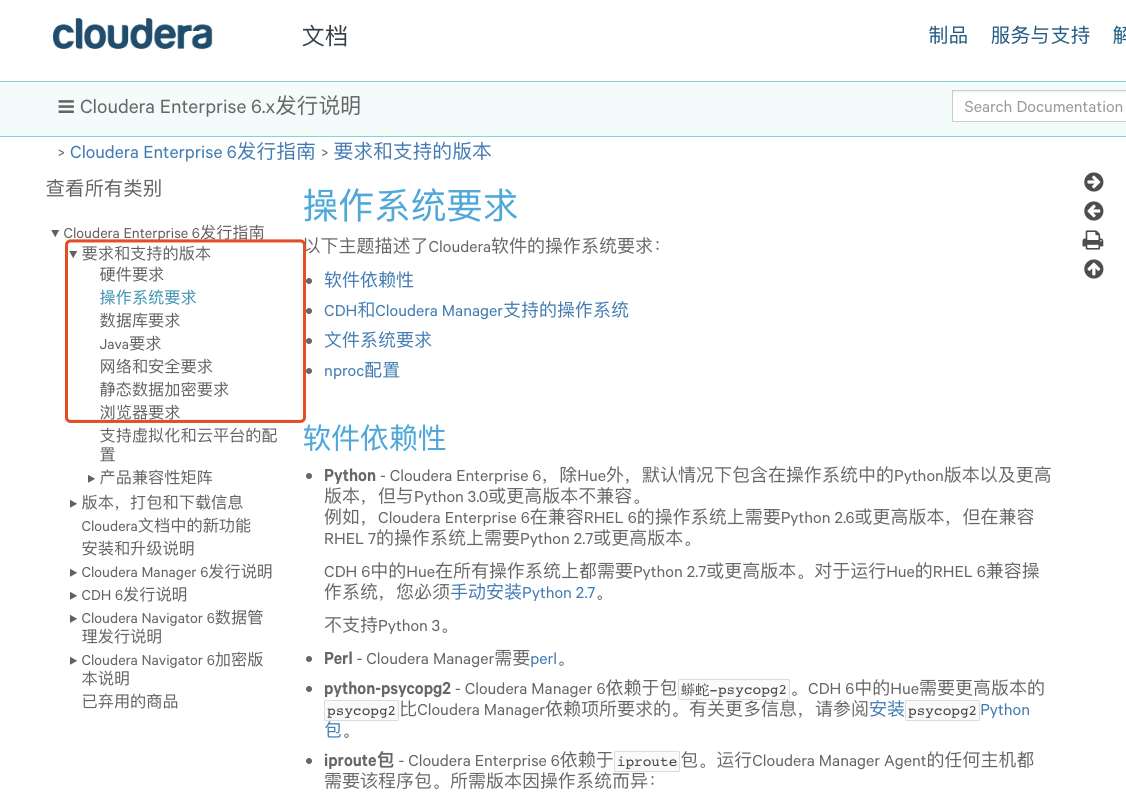 cloudera
文档
制品 服务与支持
Cloudera Enterprise 6.x发行说明
Search Documentation
> Cloudera Enterprise 6发行指南 > 要求和支持的版本
查看所有类别
Cloudera Enterprise 6发行指南
要求和支持的版本
硬件要求
操作系统要求
数据库要求
Java要求
网络和安全要求
静态数据加密要求
浏览器要求
支持虚拟化和云平台的配
置
产品兼容性矩阵
版本，打包和下载信息
Cloudera文档中的新功能
安装和升级说明
Cloudera Manager 6发行说明
CDH 6发行说明
Cloudera Navigator 6数据管
理发行说明
Cloudera Navigator 6加密版
本说明
已弃用的商品
操作系统要求
以下主题描述了Cloudera软件的操作系统要求：
软件依赖性
CDH和Cloudera Manager支持的操作系统
文件系统要求
nproc配置
软件依赖性
Python - Cloudera Enterprise 6，除Hue外，默认情况下包含在操作系统中的Python版本以及更高
版本，但与Python 3.0或更高版本不兼容。
例如，Cloudera Enterprise 6在兼容RHEL 6的操作系统上需要Python 2.6或更高版本，但在兼容
RHEL 7的操作系统上需要Python 2.7或更高版本。
CDH 6中的Hue在所有操作系统上都需要Python 2.7或更高版本。对于运行Hue的RHEL 6兼容操
作系统，您必须手动安装Python 2.7。
不支持Python 3。
Perl - Cloudera Manager需要perl。
python-psycopg2 - Cloudera Manager 6依赖于包蟒蛇-psycopg2。CDH 6中的Hue需要更高版本的
psycopg2比Cloudera Manager依赖项所要求的。有关更多信息，请参阅安装psycopg2Python
包。
iproute包 - Cloudera Enterprise 6依赖于iproute包。运行Cloudera Manager Agent的任何主机都
需要该程序包。所需版本因操作系统而异：